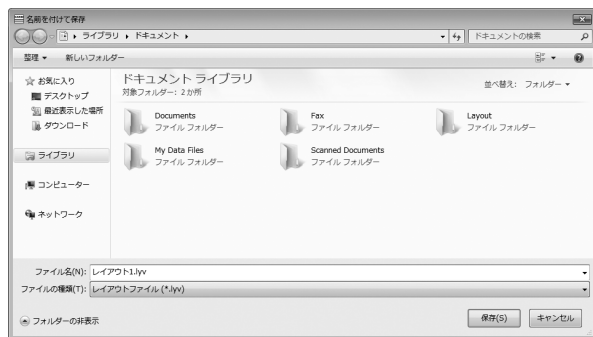 名前を付けて保存
ライブラリ ▸ ドキュメント ▸
ドキュメントの検索
整理 ▼ 新しいフォルダー
お気に入り
デスクトップ
最近表示した場所
ダウンロード
ライブラリ
コンピューター
ネットワーク
ドキュメント ライブラリ
対象フォルダー: 2 か所
並べ替え: フォルダー ▼
Documents
ファイル フォルダー
Fax
ファイル フォルダー
Layout
ファイル フォルダー
My Data Files
ファイル フォルダー
Scanned Documents
ファイル フォルダー
ファイル名(N): レイアウト1.lyv
ファイルの種類(T): レイアウトファイル (*.lyv)
フォルダーの非表示
保存(S)
キャンセル